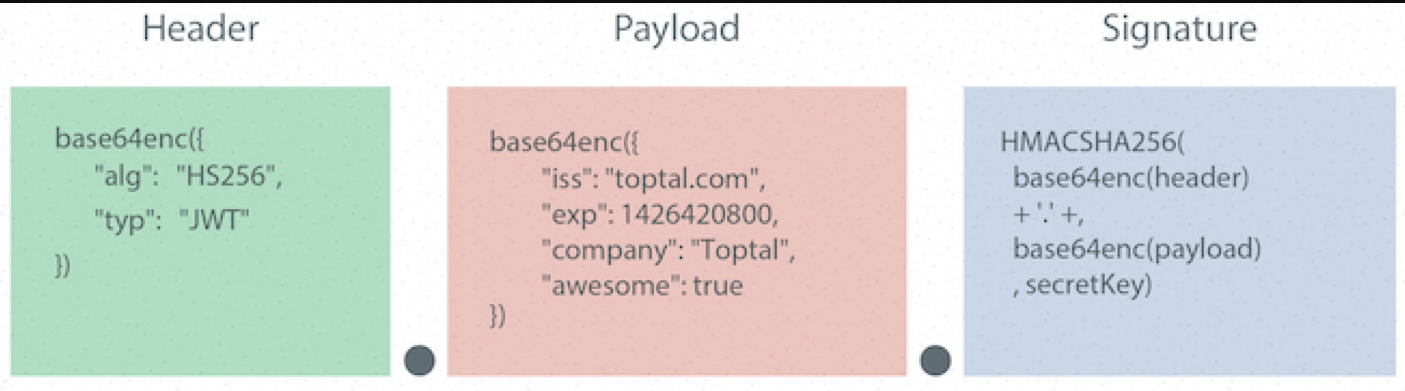 Header
base64enc({
"alg": "HS256",
"typ": "JWT"
})
Payload
base64enc({
"iss": "toptal.com",
"exp": 1426420800,
"company": "Toptal",
"awesome": true
})
Signature
HMACSHA256(
base64enc(header)
+ '.' +,
base64enc(payload)
, secretKey)